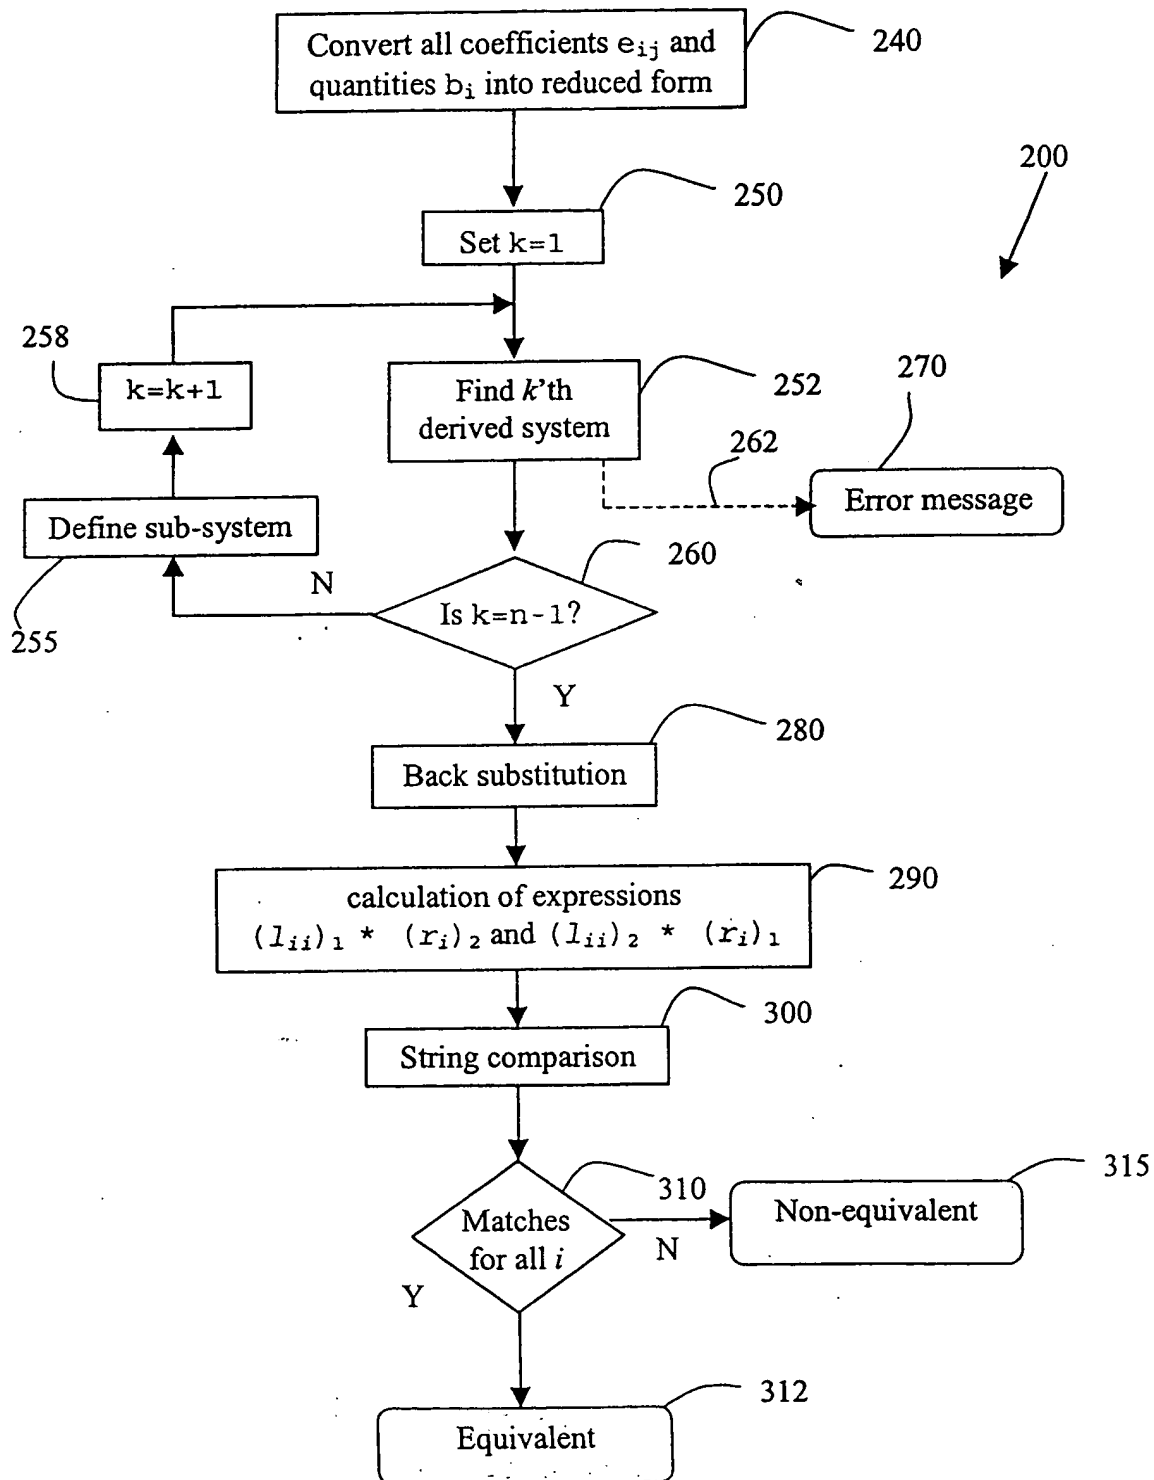 Convert all coefficients eij and
quantities bi into reduced form
240
200
250
Set k=1
258
k=k+1
Find k'th
derived system
252
270
262
Error message
Define sub-system
255
N
260
Is k=n-1?
Y
280
Back substitution
290
calculation of expressions
(lii)1 * (ri)2 and (lii)2 * (ri)1
300
String comparison
310
Matches
for all i
N
315
Non-equivalent
Y
312
Equivalent